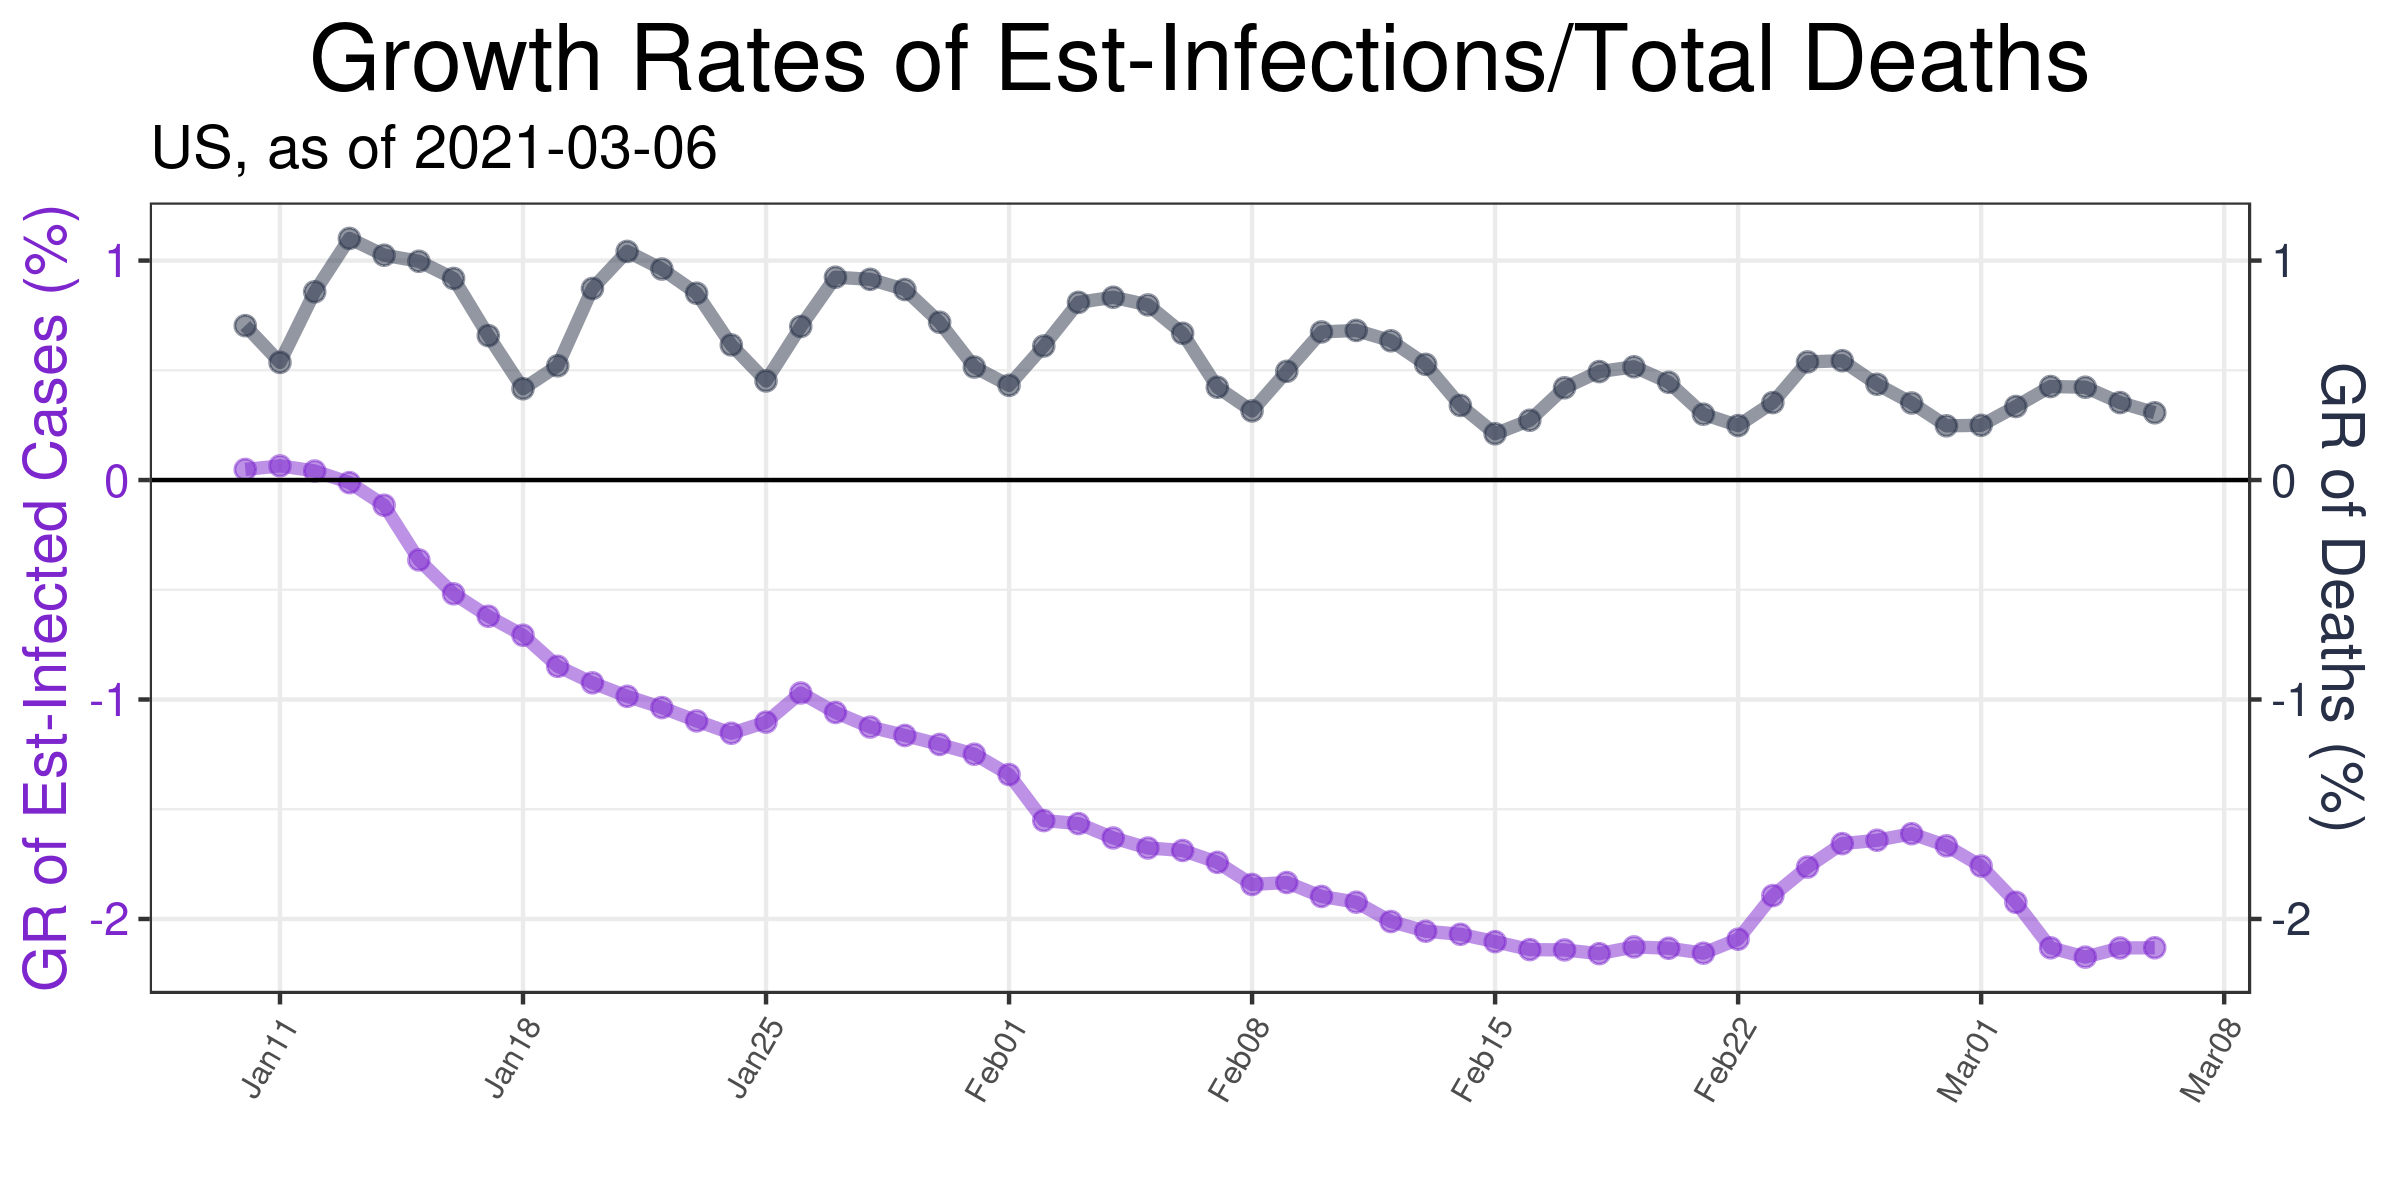 Growth Rates of Est-Infections/Total Deaths
US, as of 2021-03-06
GR of Est-Infected Cases (%)
1
0
-1
-2
1
0
-1
-2
GR of Deaths (%)
Jan11
Jan18
Jan25
Feb01
Feb08
Feb15
Feb22
Mar01
Mar08